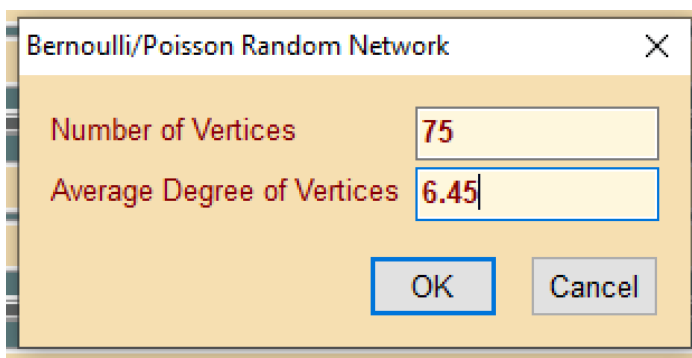 Bernoulli/Poisson Random Network
Number of Vertices 75
Average Degree of Vertices 6.45
OK Cancel